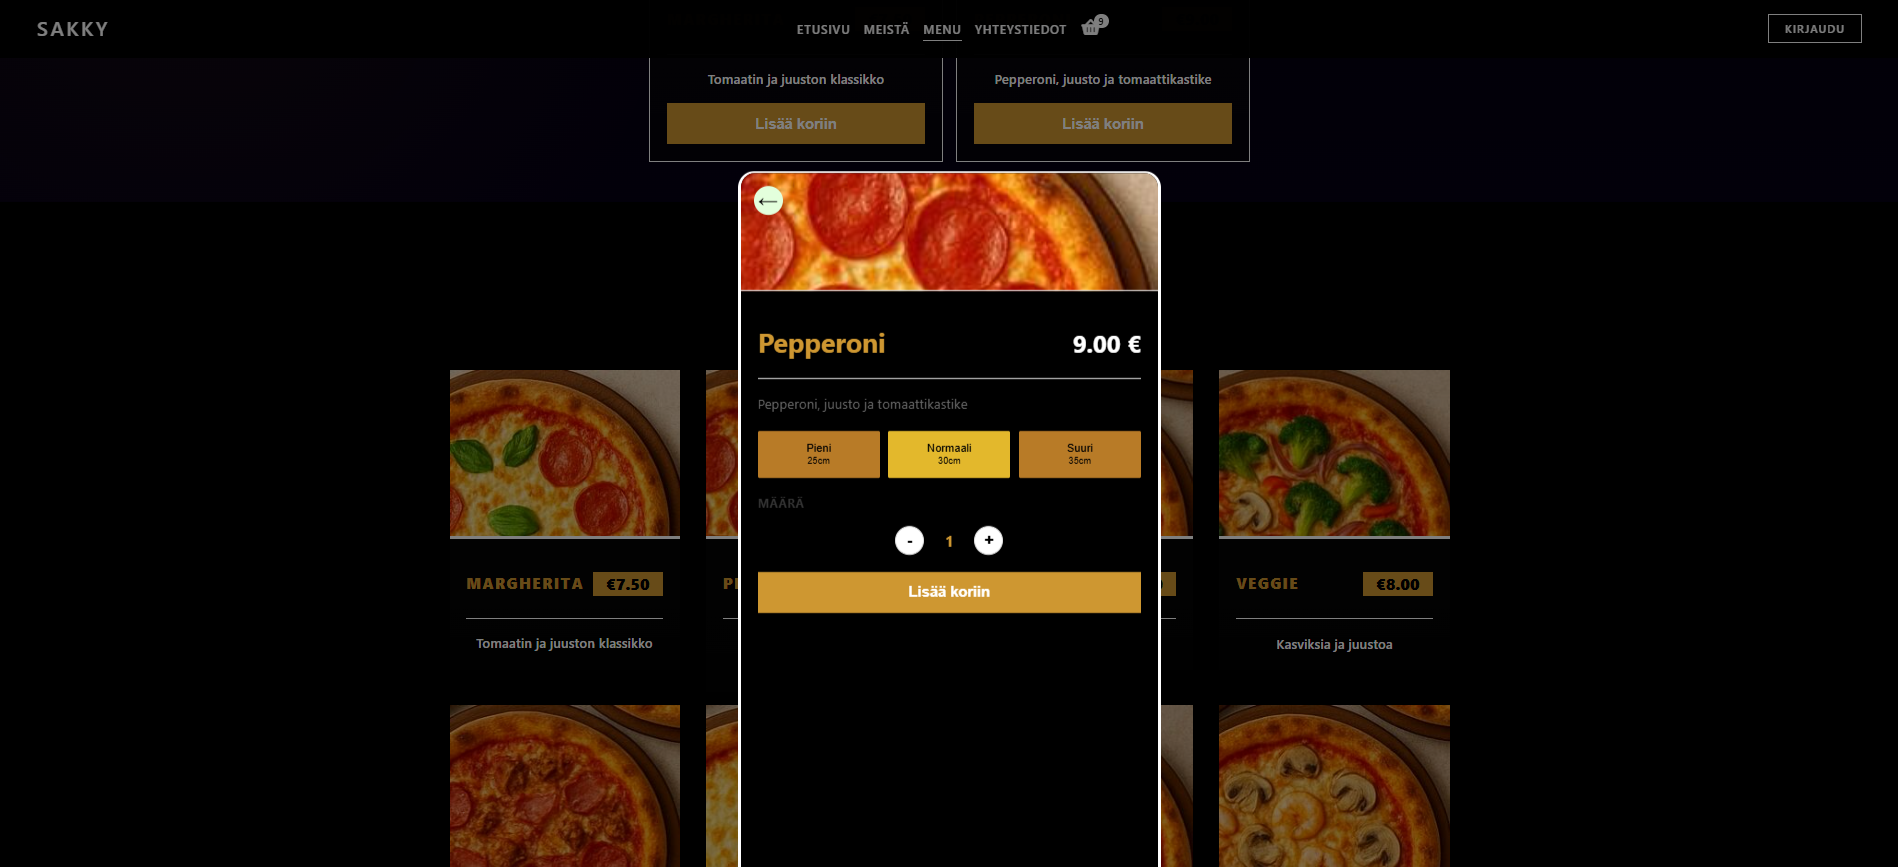 SAKKY
ETUSIVU MEISTÄ MENU YHTEYSTIEDOT 9
KIRJAUDU
Tomaatin ja juuston klassikko
Pepperoni, juusto ja tomaattikastike
Lisää koriin
Lisää koriin
←
Pepperoni 9.00 €
Pepperoni, juusto ja tomaattikastike
Pieni
25cm
Normaali
30cm
Suuri
35cm
MÄÄRÄ
- 1 +
Lisää koriin
MARGHERITA €7.50
Tomaatin ja juuston klassikko
VEGGIE €8.00
Kasviksia ja juustoa